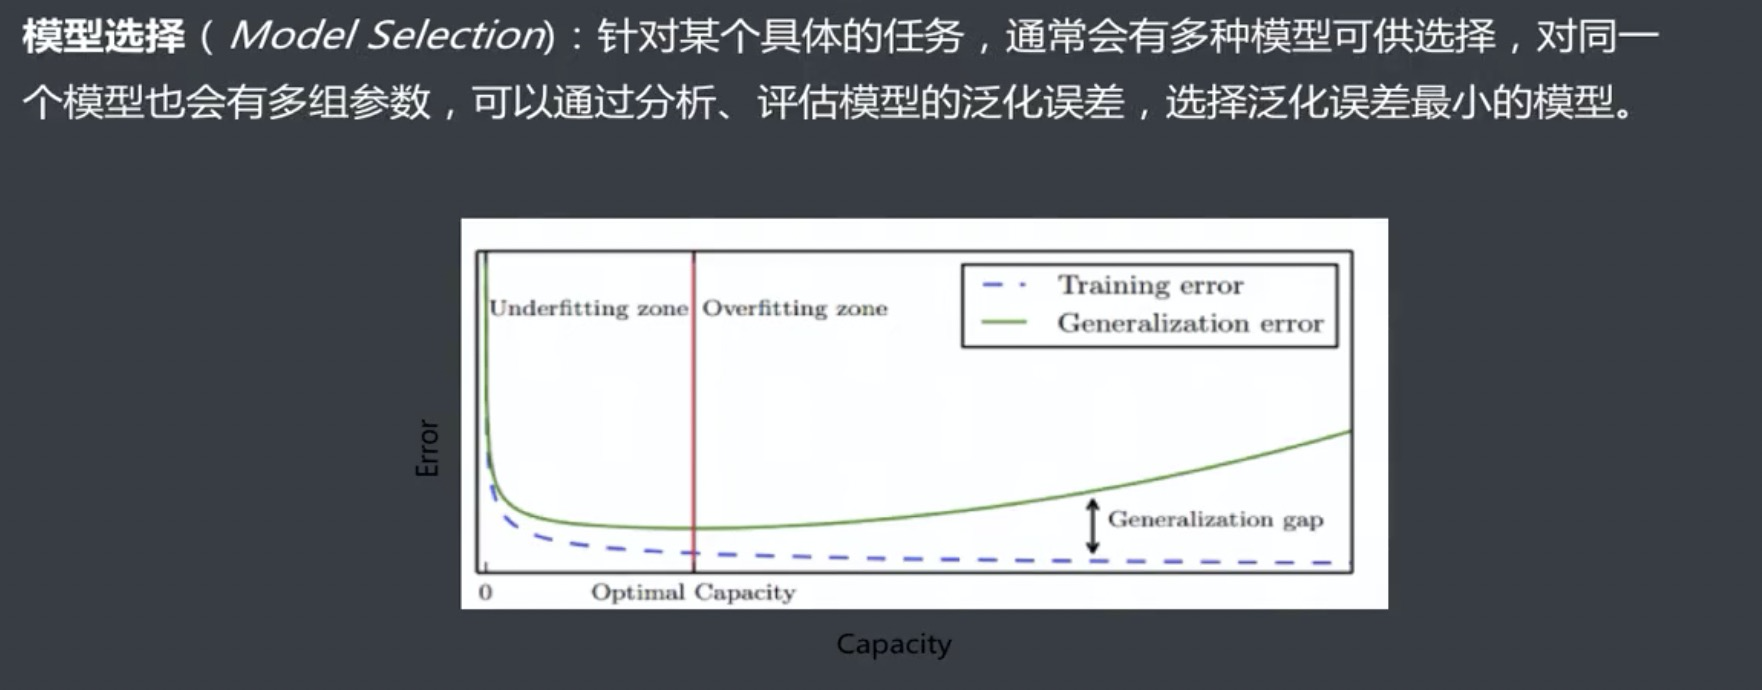 模型选择（Model Selection)：针对某个具体的任务，通常会有多种模型可供选择，对同一
个模型也会有多组参数，可以通过分析、评估模型的泛化误差，选择泛化误差最小的模型。
Training error
Underfitting zone Overfitting zone
Generalization error
Error
Generalization gap
0
Optimal Capacity
Capacity